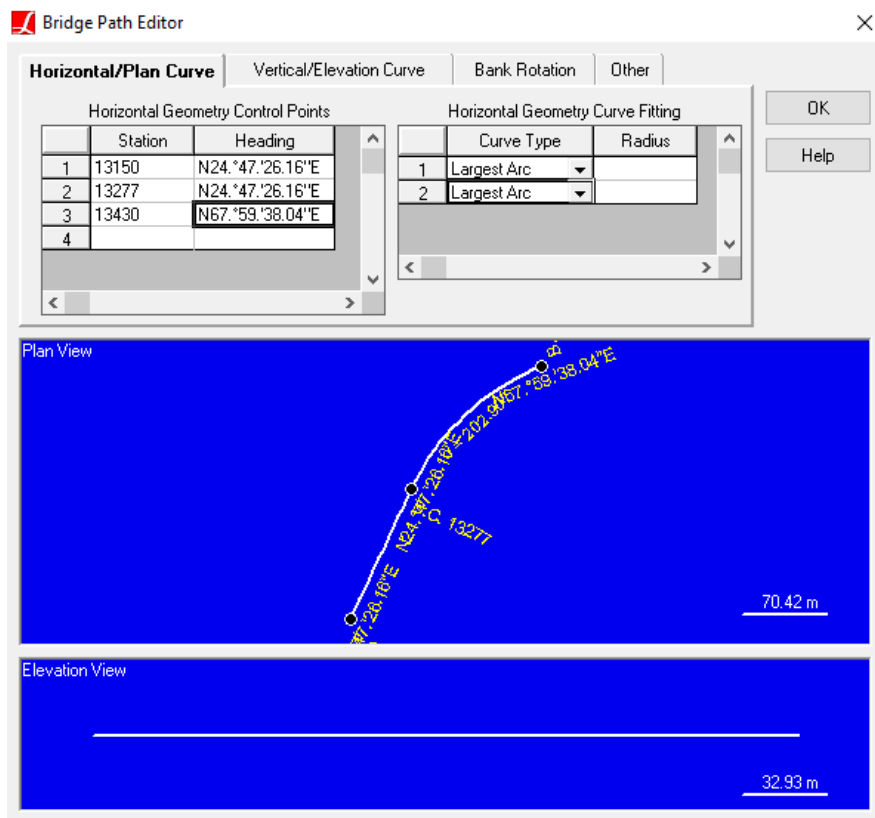 Bridge Path Editor
Horizontal/Plan Curve Vertical/Elevation Curve Bank Rotation Other
OK
Help
Horizontal Geometry Control Points
Station Heading
1 13150 N24.°47.'26.16"E
2 13277 N24.°47.'26.16"E
3 13430 N67.°59.'38.04"E
4
Horizontal Geometry Curve Fitting
Curve Type Radius
1 Largest Arc
2 Largest Arc
Plan View
N67.°59.'38.04"E
202.90
13277
70.42 m
Elevation View
32.93 m